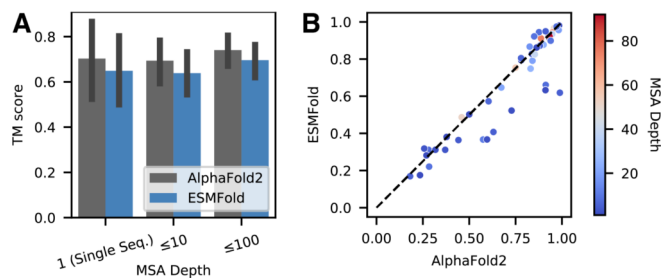 A
TM score
0.8
0.6
0.4
0.2
0.0
AlphaFold2
ESMFold
1 (Single Seq.)
≤10
≤100
MSA Depth
B
ESMFold
1.0
0.8
0.6
0.4
0.2
0.0
0.00
0.25
0.50
0.75
1.00
AlphaFold2
80
60
40
20
MSA Depth